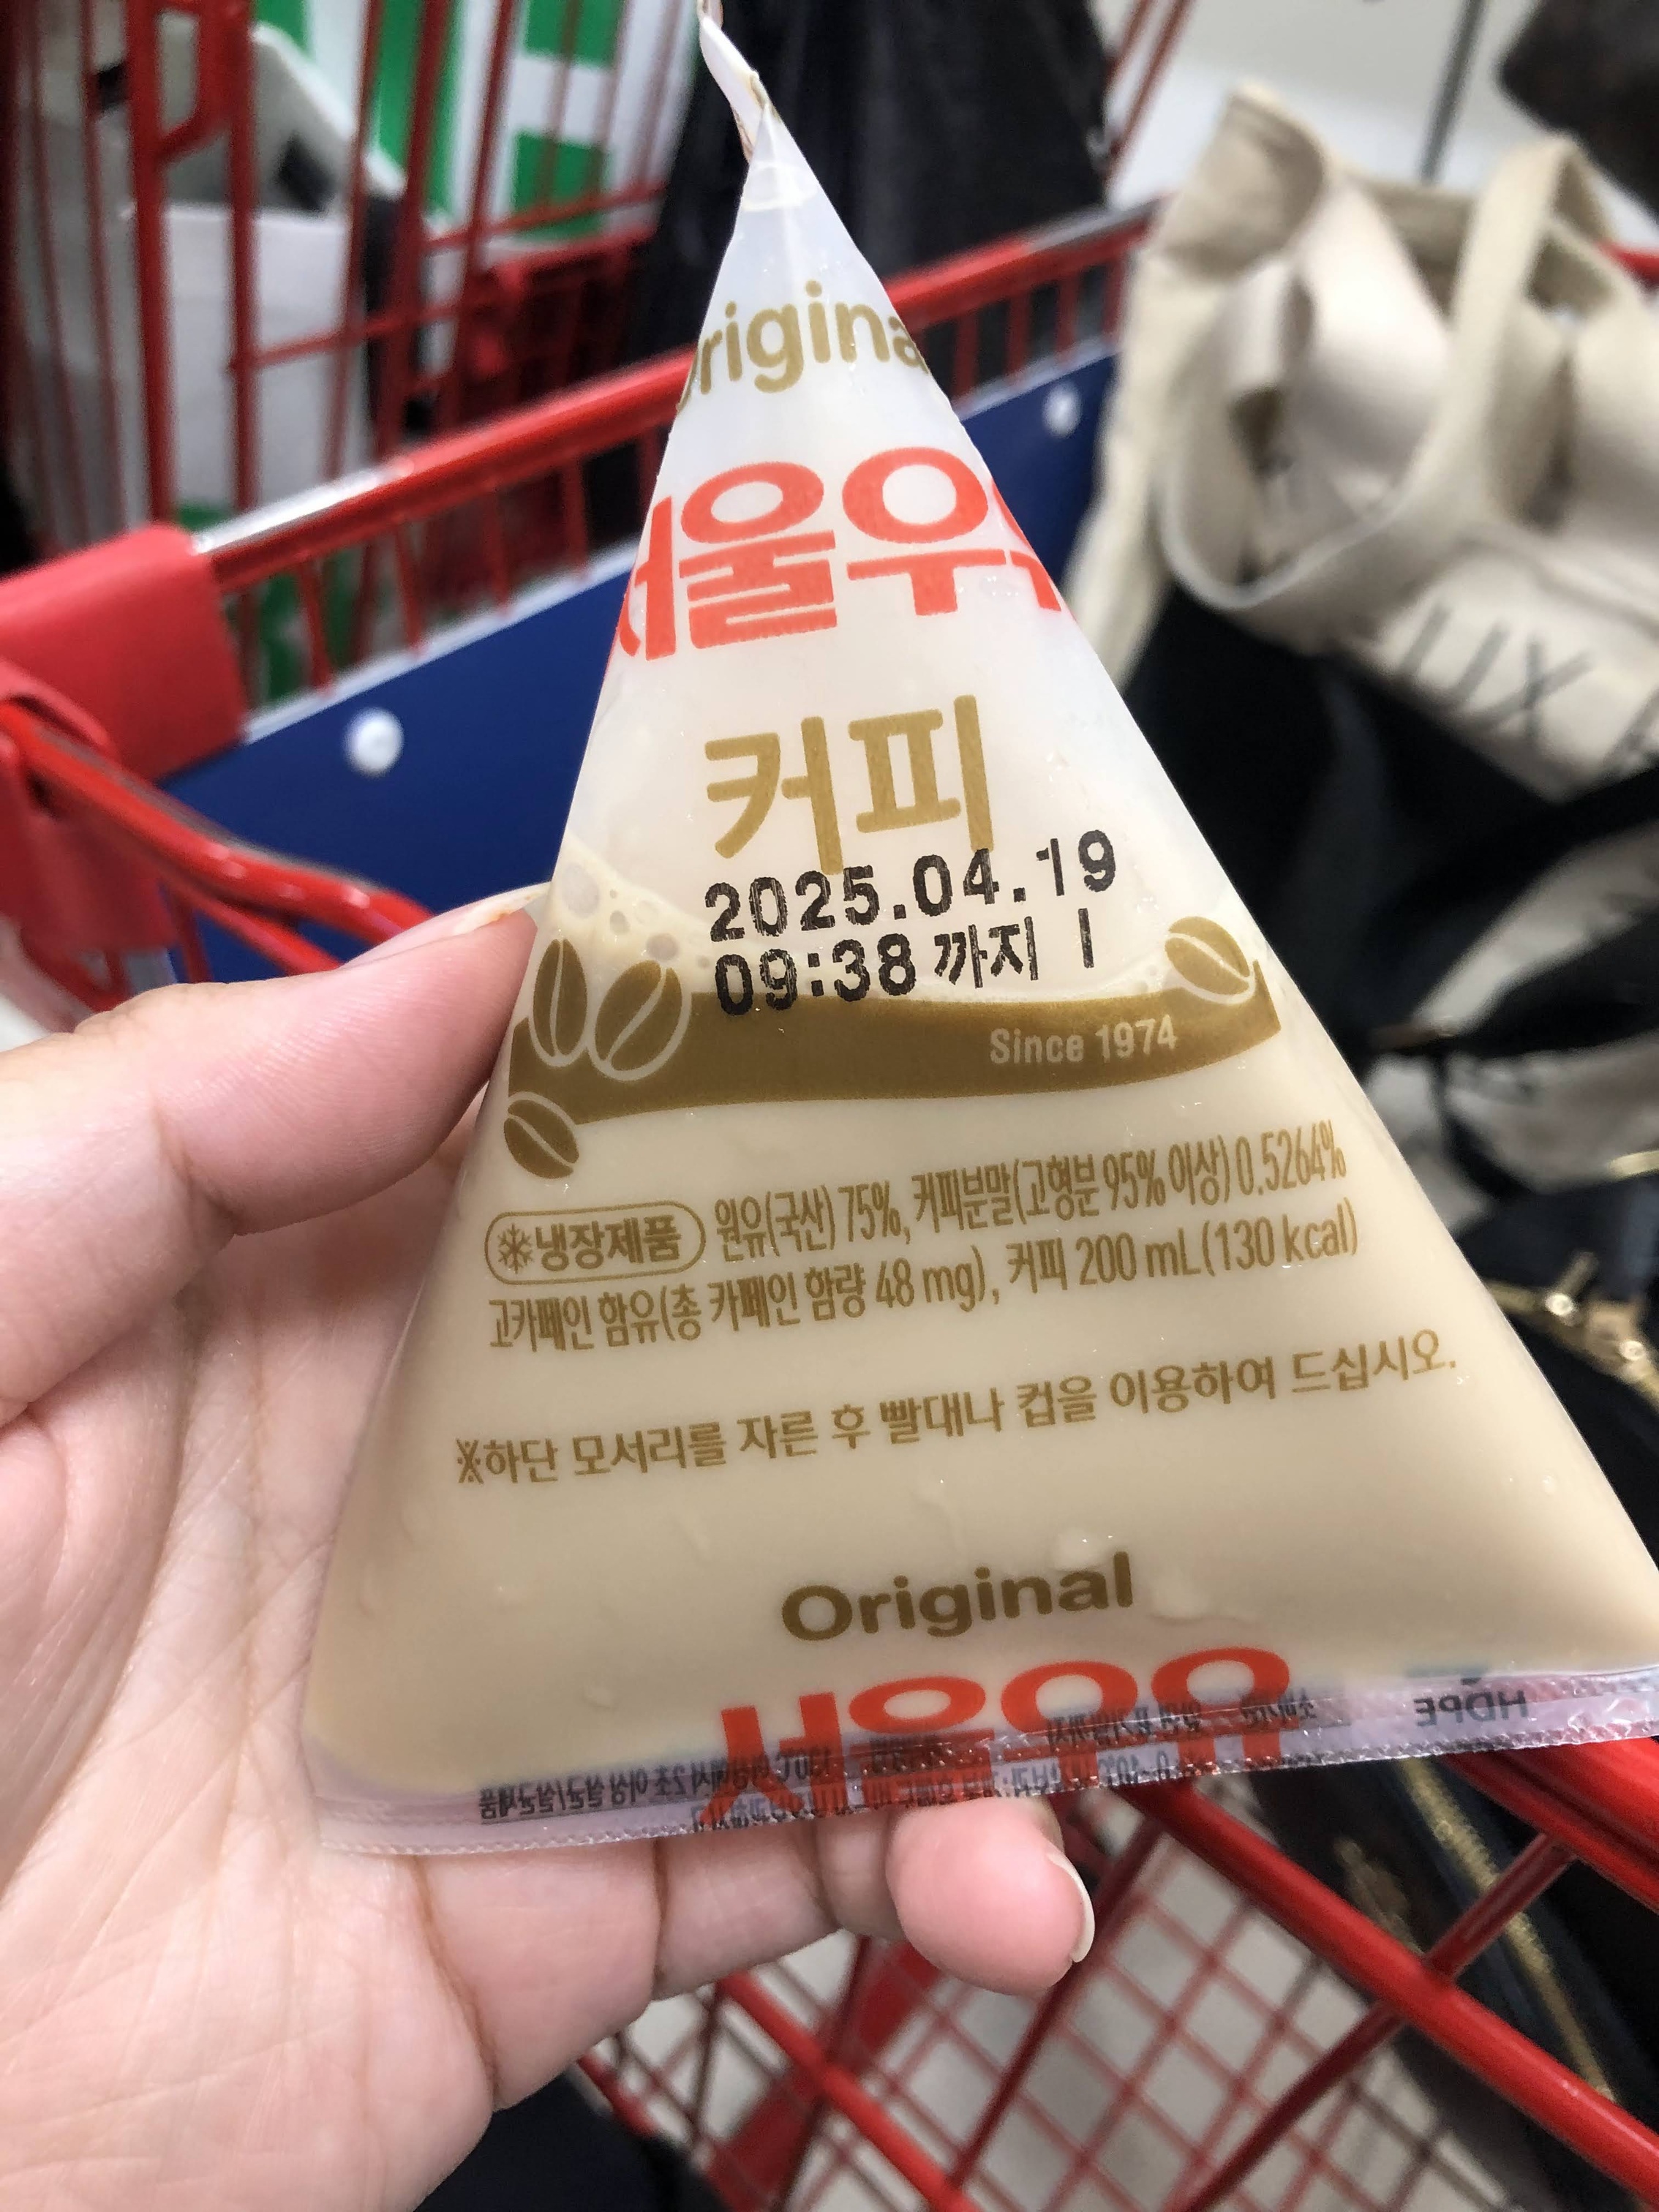 Original
서울우유
커피
2025.04.19
09:38 까지 I
Since 1974
냉장제품 원유(국산) 75%, 커피분말(고형분 95% 이상) 0.5264%
고카페인 함유(총 카페인 함량 48 mg), 커피 200 mL(130 kcal)
※하단 모서리를 자른 후 빨대나 컵을 이용하여 드십시오.
Original
서울우유
HDPE